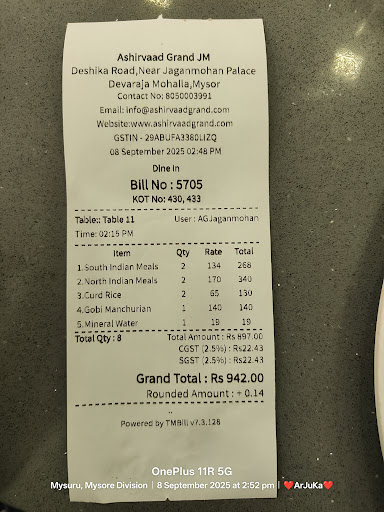 Ashirvaad Grand JM
Deshika Road,Near Jaganmohan Palace
Devaraja Mohalla,Mysor
Contact No: 8050003991
Email: info@ashirvaadgrand.com
Website:www.ashirvaadgrand.com
GSTIN - 29ABUFA3380L1ZQ
08 September 2025 02:48 PM
Dine In
Bill No : 5705
KOT No: 430, 433
Table:: Table 11 User : AGJaganmohan
Time: 02:15 PM
Item Qty Rate Total
1.South Indian Meals 2 134 268
2.North Indian Meals 2 170 340
3.Curd Rice 2 65 130
4.Gobi Manchurian 1 140 140
5.Mineral Water 1 19 19
Total Qty : 8 Total Amount : Rs 897.00
CGST (2.5%) : Rs22.43
SGST (2.5%) : Rs22.43
Grand Total : Rs 942.00
Rounded Amount : + 0.14
..
Powered by TMBill v7.3.128
OnePlus 11R 5G
Mysuru, Mysore Division | 8 September 2025 at 2:52 pm | ❤️ArJuKa❤️